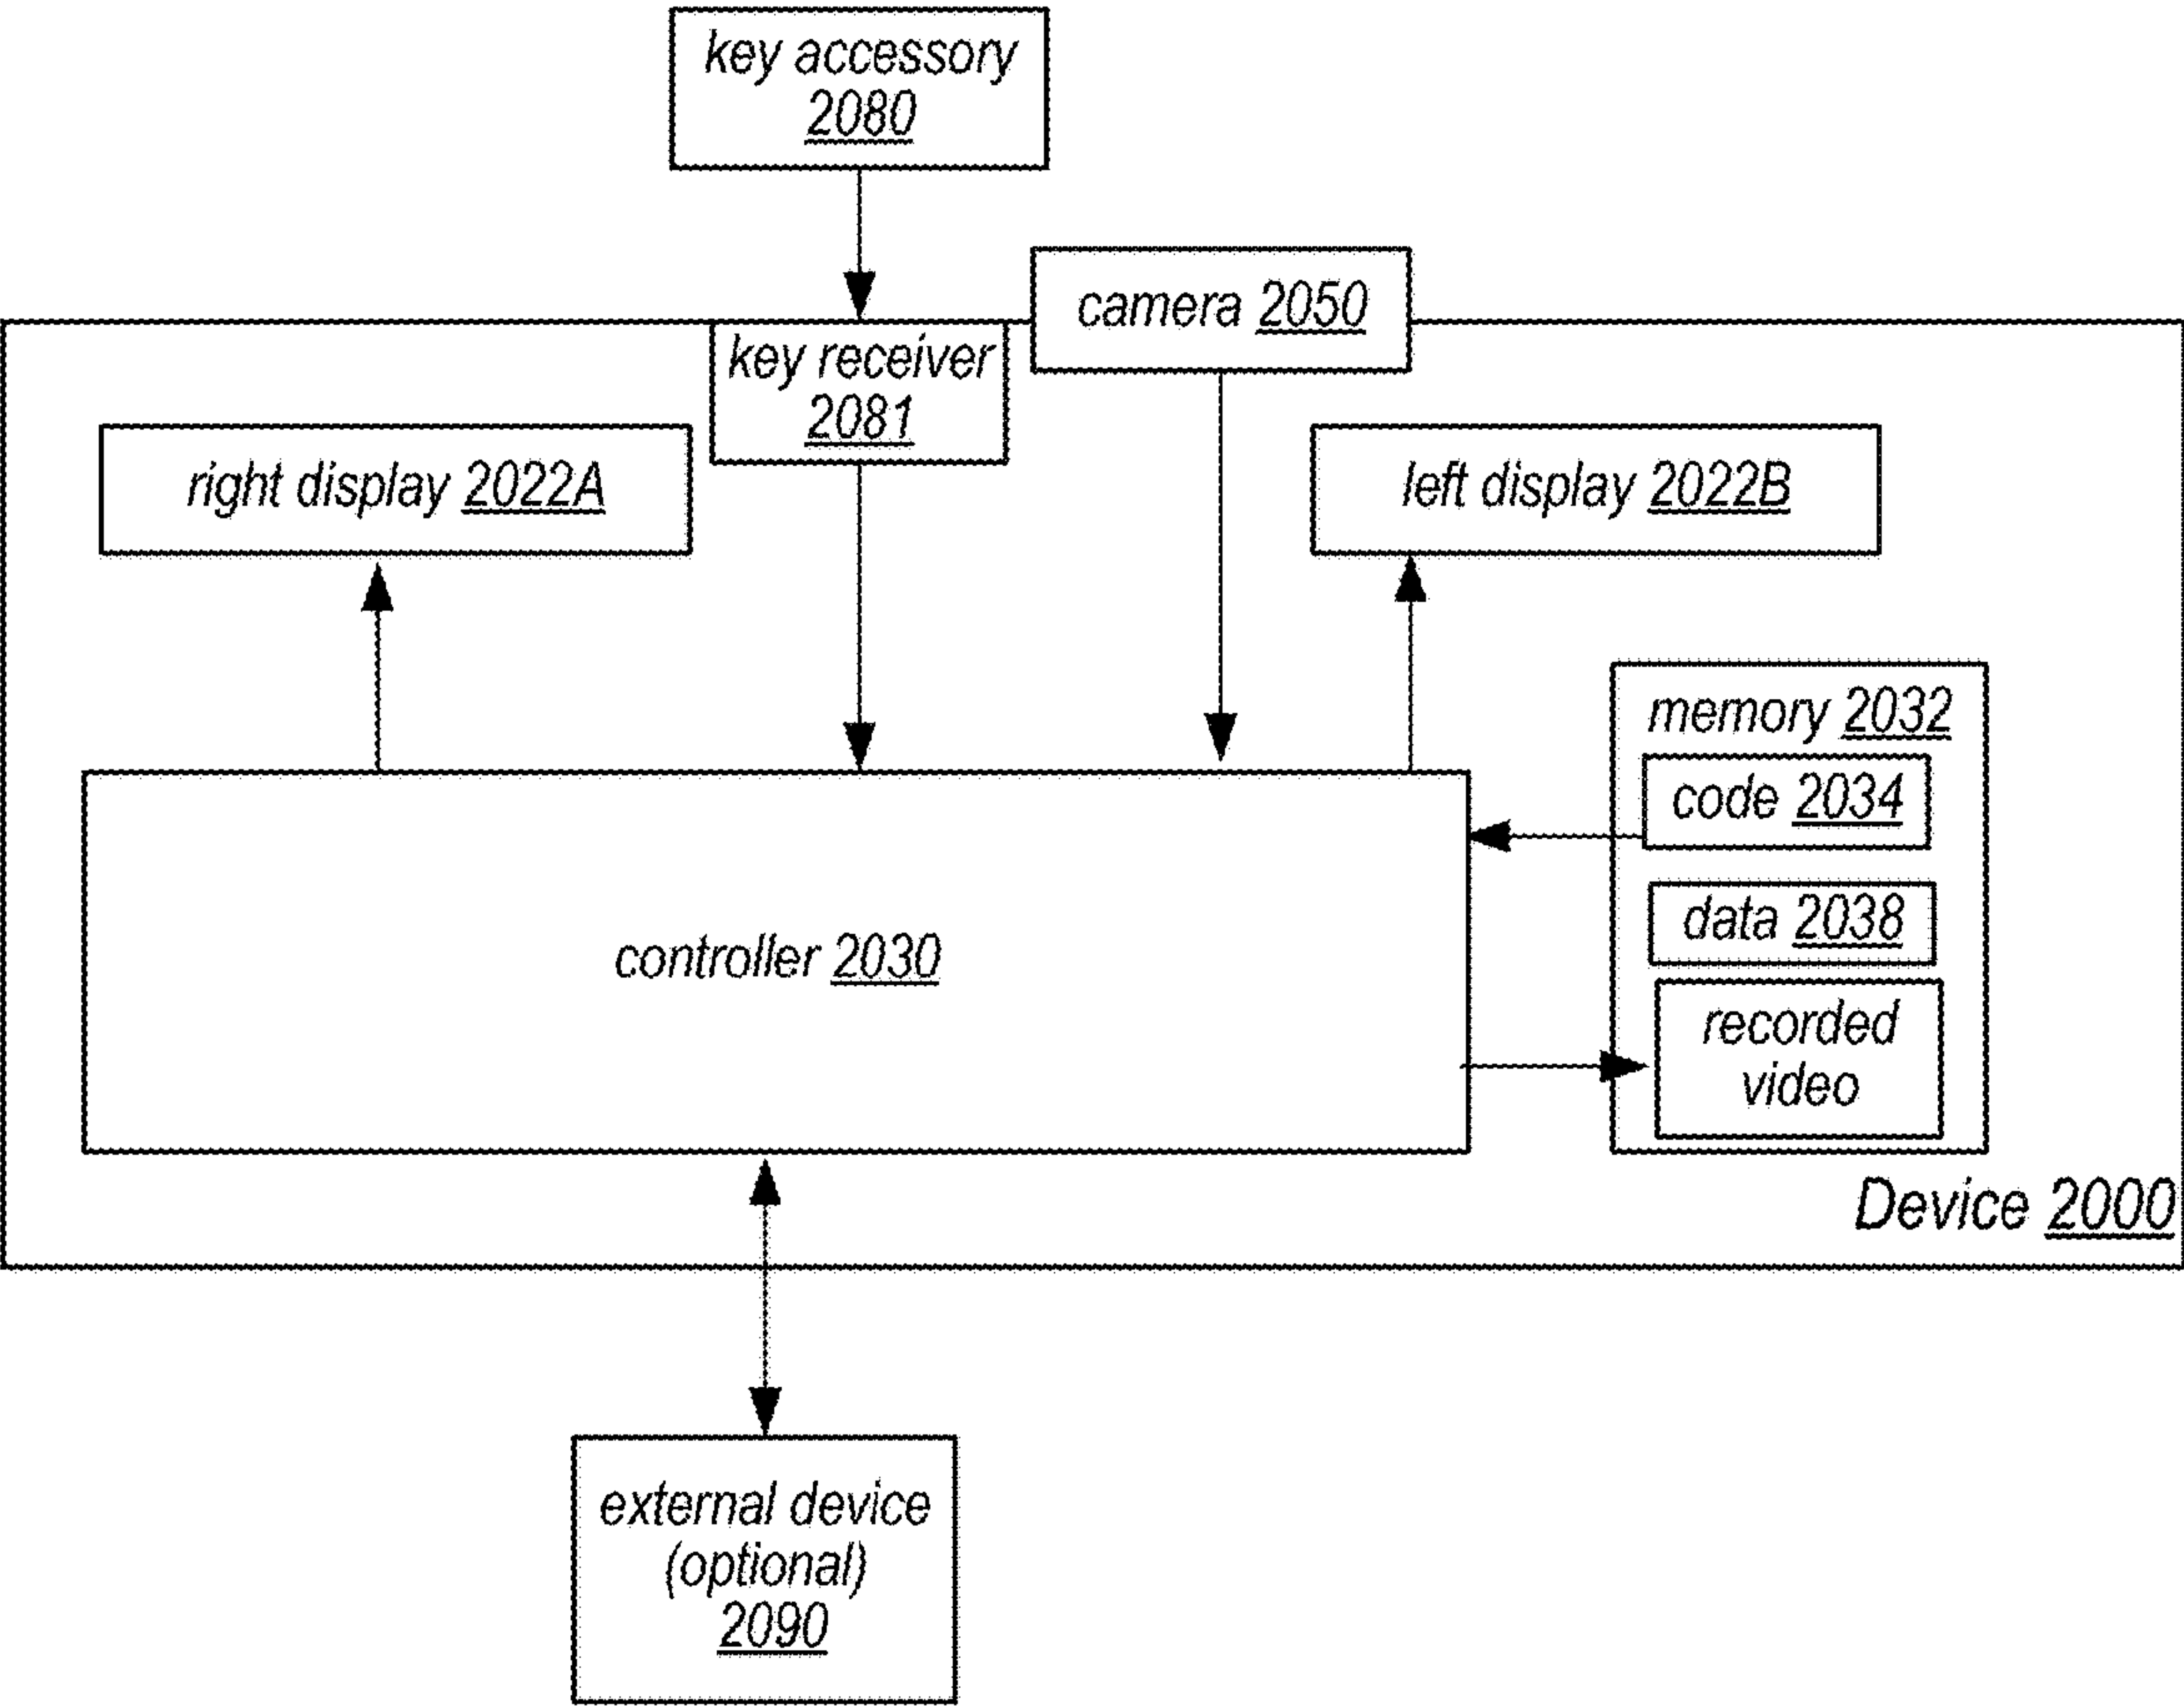 key accessory
2080
camera 2050
key receiver
2081
right display 2022A
left display 2022B
memory 2032
code 2034
data 2038
controller 2030
recorded
video
Device 2000
external device
(optional)
2090